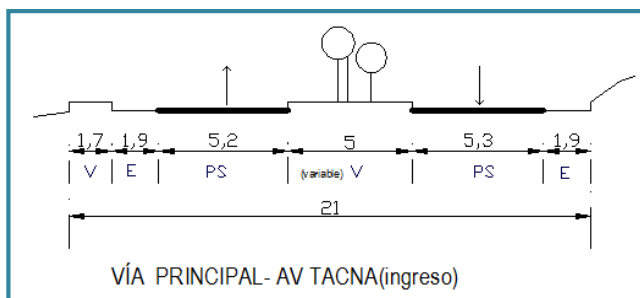 1,7 1,9 5,2 5 5,3 1,9
V E PS (variable) V PS E
21
VÍA PRINCIPAL- AV TACNA(ingreso)